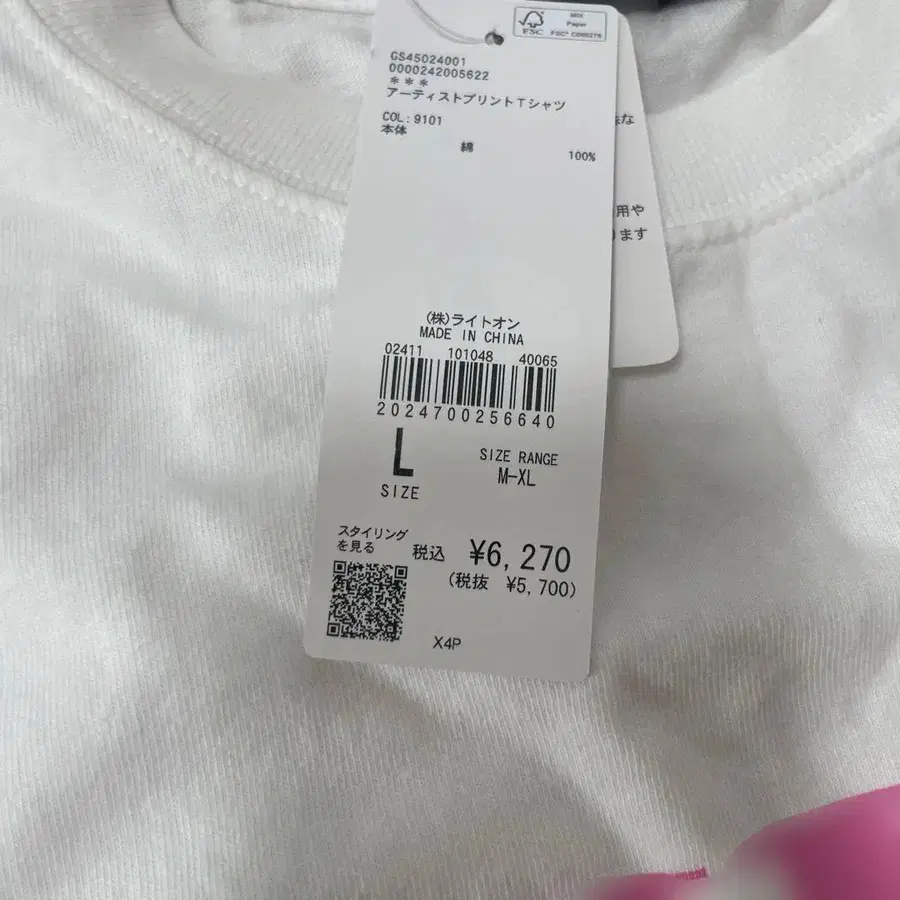 FSC
MIX
Paper
GS45024001
0000242005622
***
アーティストプリントTシャツ
COL:9101
本体
綿 100%
な
用や
ります
(株)ライトオン
MADE IN CHINA
02411 101048 40065
2024700256640
L
SIZE
SIZE RANGE
M-XL
スタイリング
を見る
税込 ¥6,270
(税抜 ¥5,700)
X4P